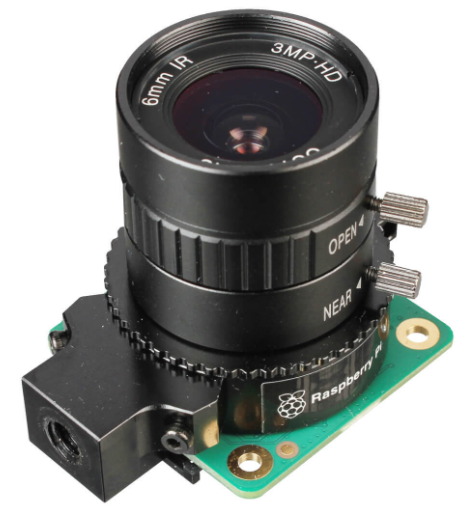 6mm IR
3MP·HD
OPEN◄
NEAR ◄
Raspberry Pi